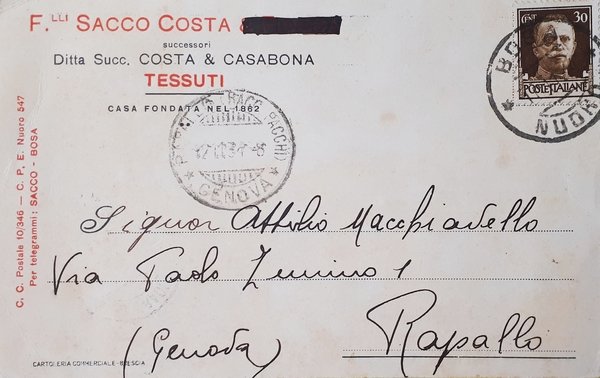 F.LLI SACCO COSTA &
successori
Ditta Succ. COSTA & CASABONA
TESSUTI
CASA FONDATA NEL 1862
CENT 30
POSTE ITALIANE
NUORO
GENOVA
C. C. Postale 10/346 — C. P. E. Nuoro 547
Per telegrammi: SACCO - BOSA
Signor Attilio Macchiavello
Via Paolo Zunino 1
Rapallo
(Genova)
CARTOLERIA COMMERCIALE - BRESCIA